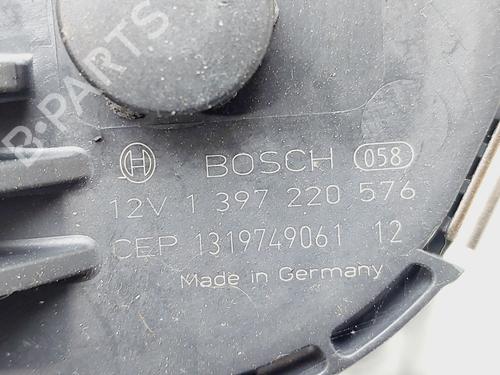 B-PARTS
BOSCH 058
12V 1 397 220 576
CEP 1319749061 12
Made in Germany